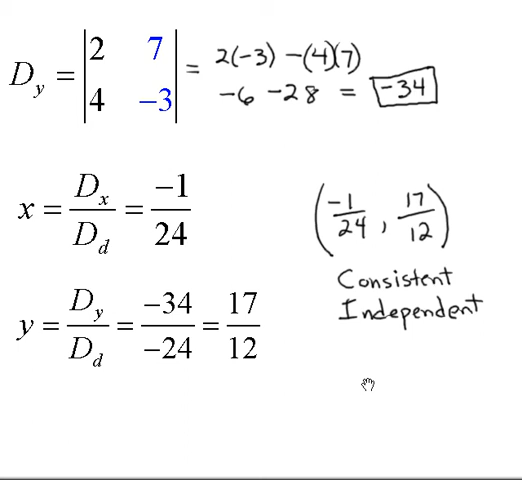 D_y = |2 7; 4 −3| = 2(-3) - (4)(7)
-6 - 28 = -34
x = D_x/D_d = −1/24
(-1/24, 17/12)
Consistent
Independent
y = D_y/D_d = −34/−24 = 17/12